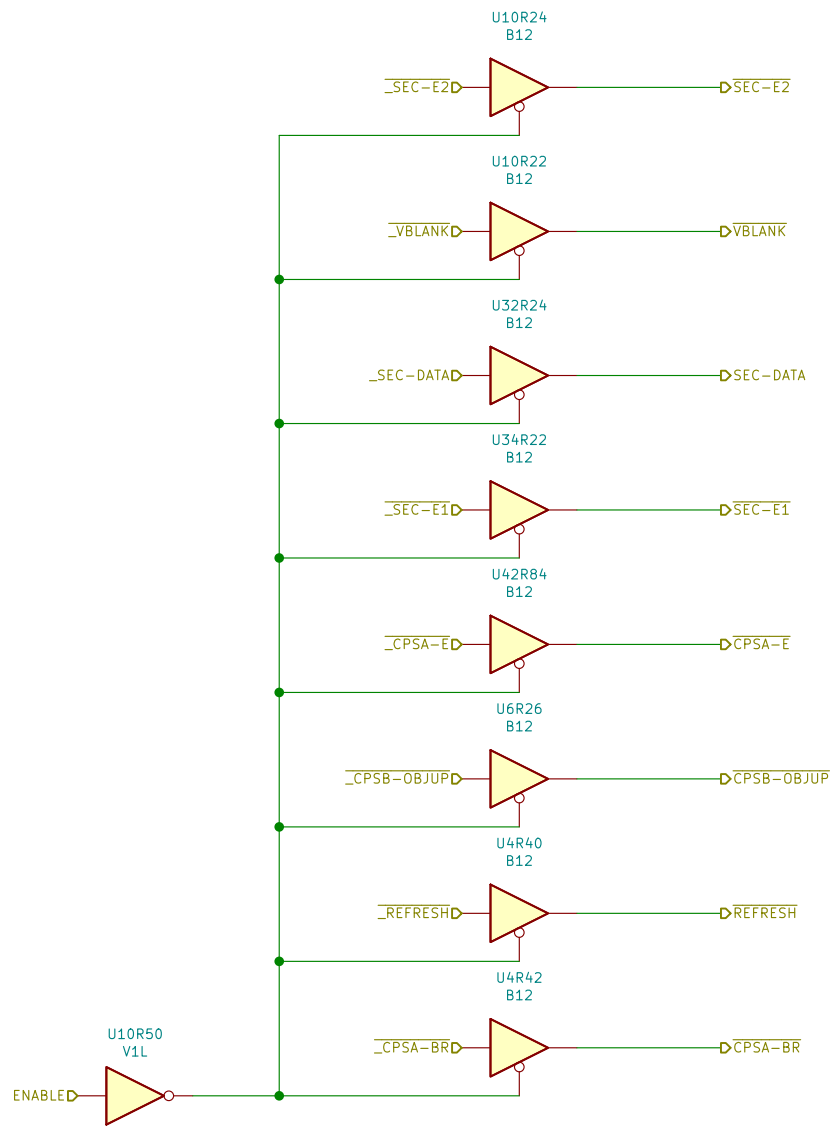 U10R24
B12
_SEC-E2
SEC-E2
U10R22
B12
_VBLANK
VBLANK
U32R24
B12
_SEC-DATA
SEC-DATA
U34R22
B12
_SEC-E1
SEC-E1
U42R84
B12
_CPSA-E
CPSA-E
U6R26
B12
_CPSB-OBJUP
CPSB-OBJUP
U4R40
B12
_REFRESH
REFRESH
U4R42
B12
_CPSA-BR
CPSA-BR
U10R50
V1L
ENABLE